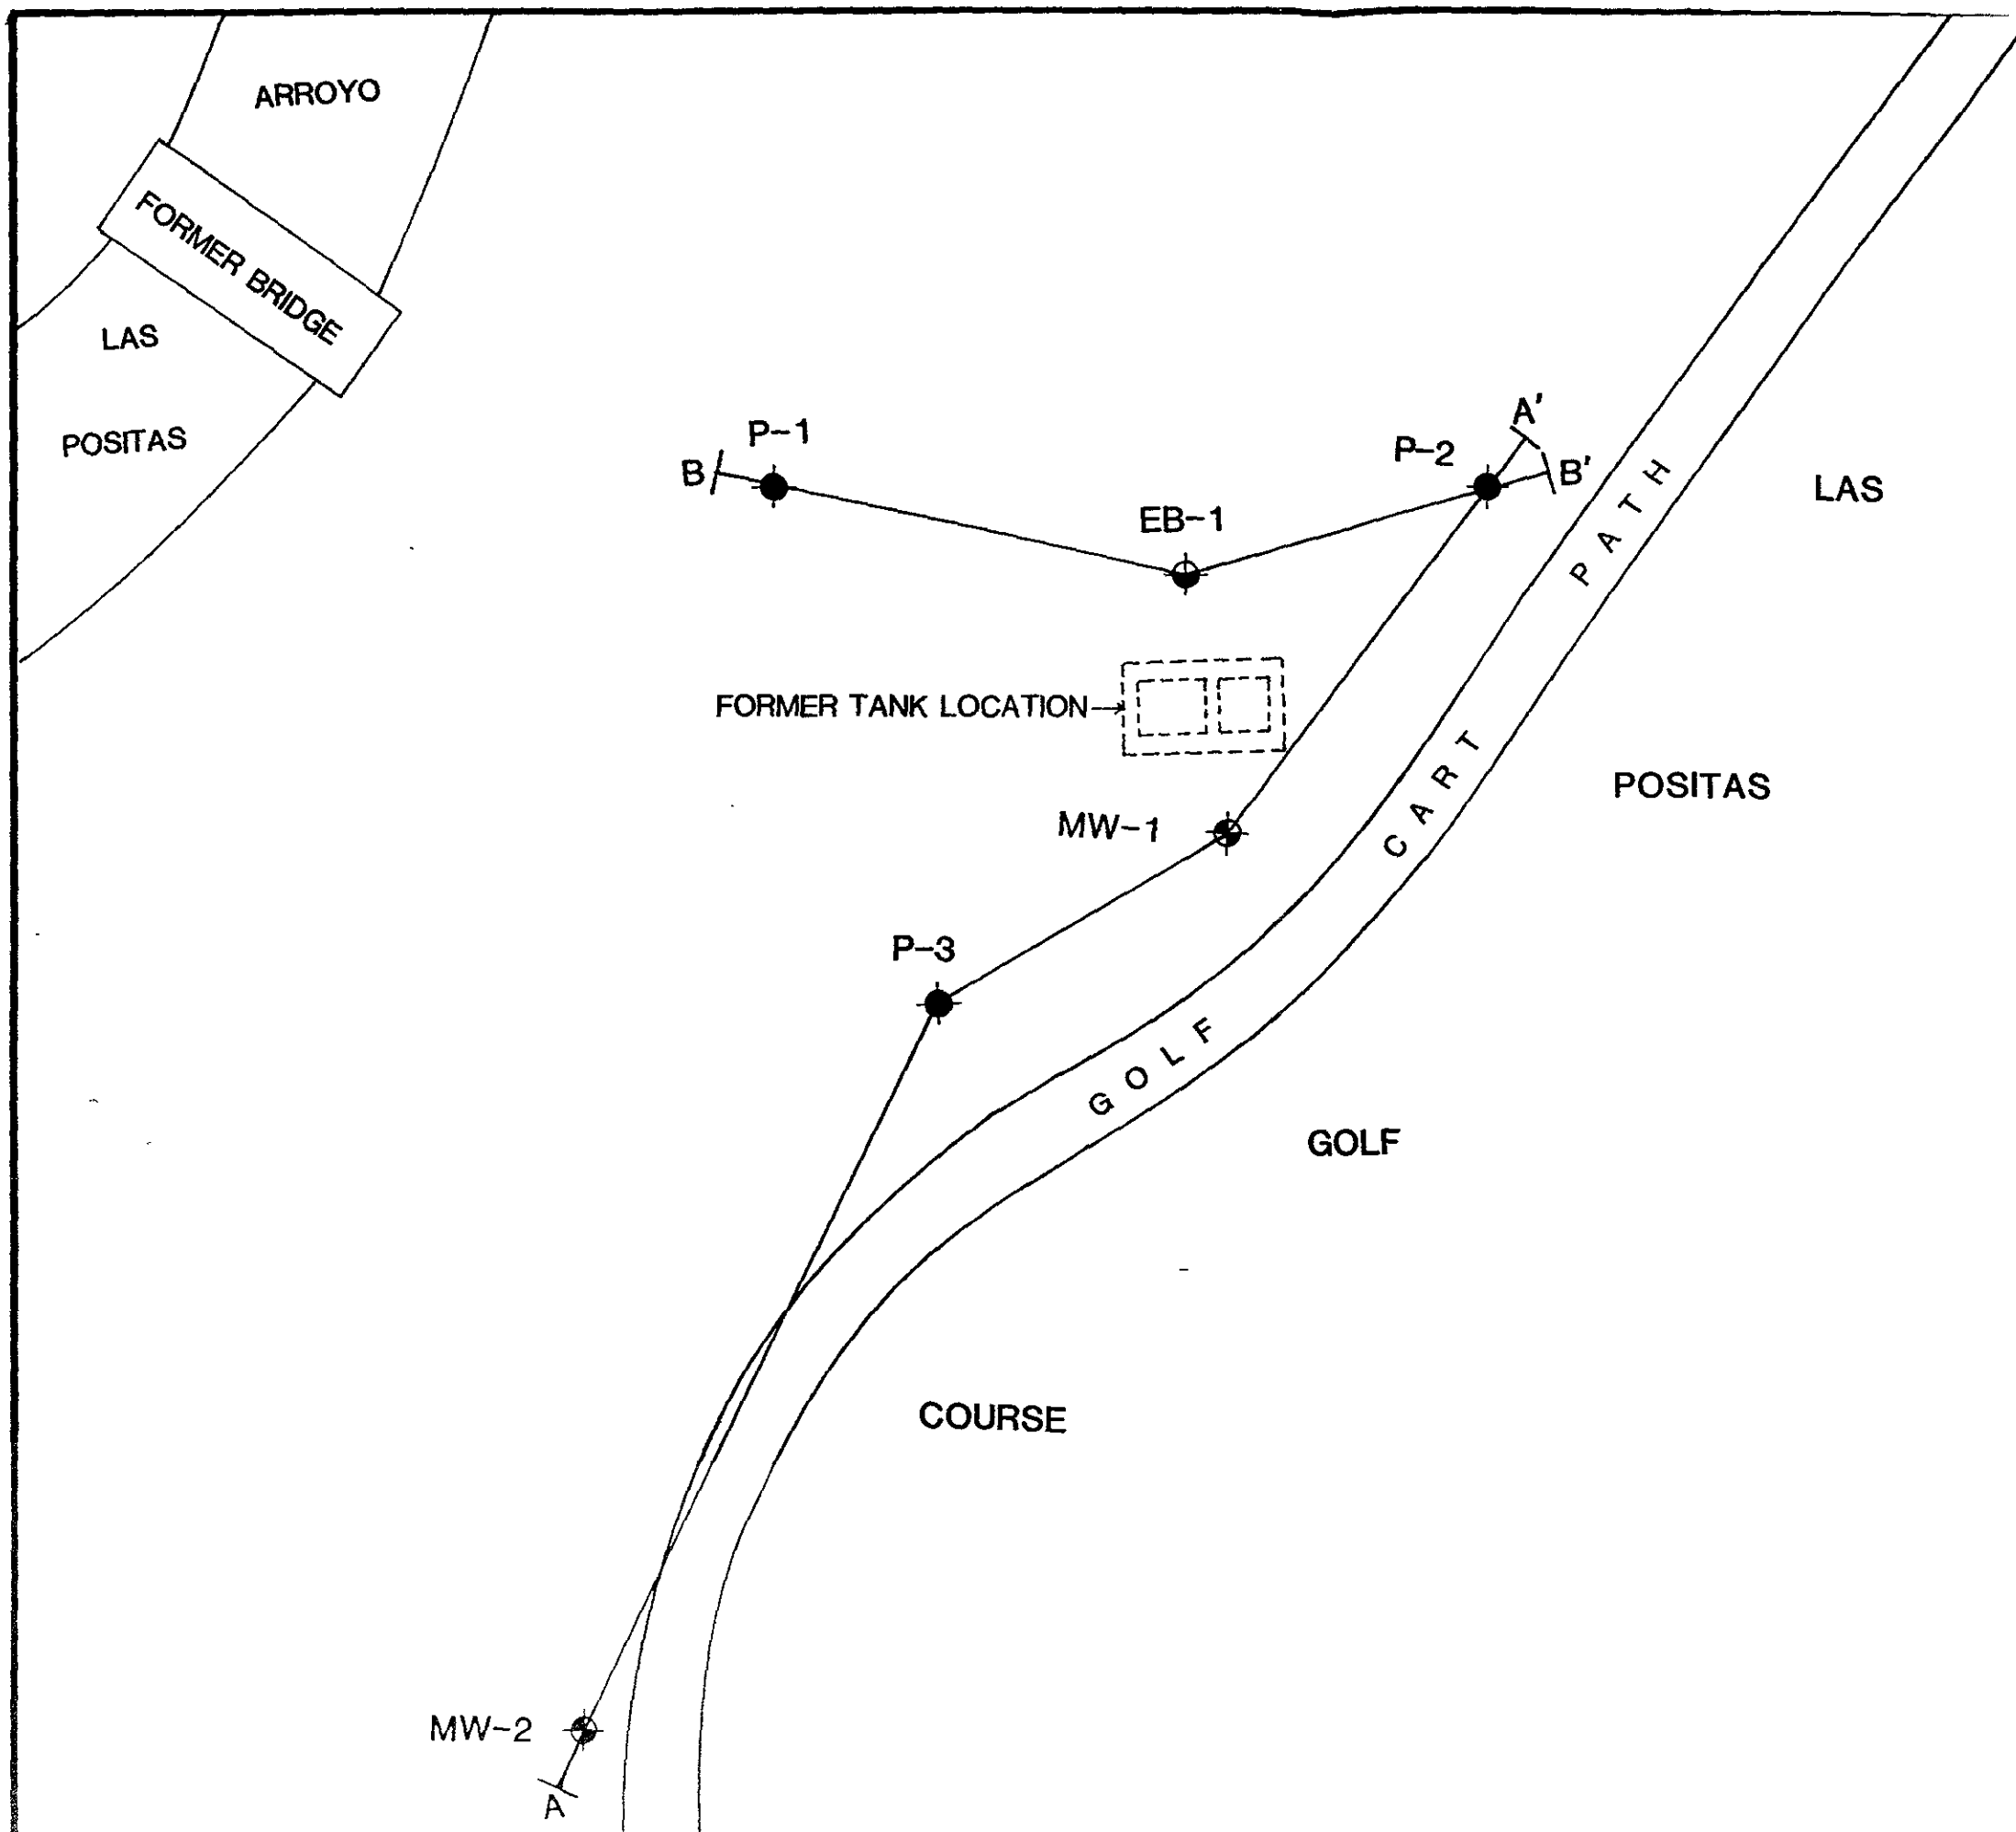 ARROYO
FORMER BRIDGE
LAS
POSITAS
A'
P-1
P-2
B
B'
LAS
EB-1
FORMER TANK LOCATION
POSITAS
MW-1
P-3
GOLF CART PATH
GOLF
COURSE
MW-2
A